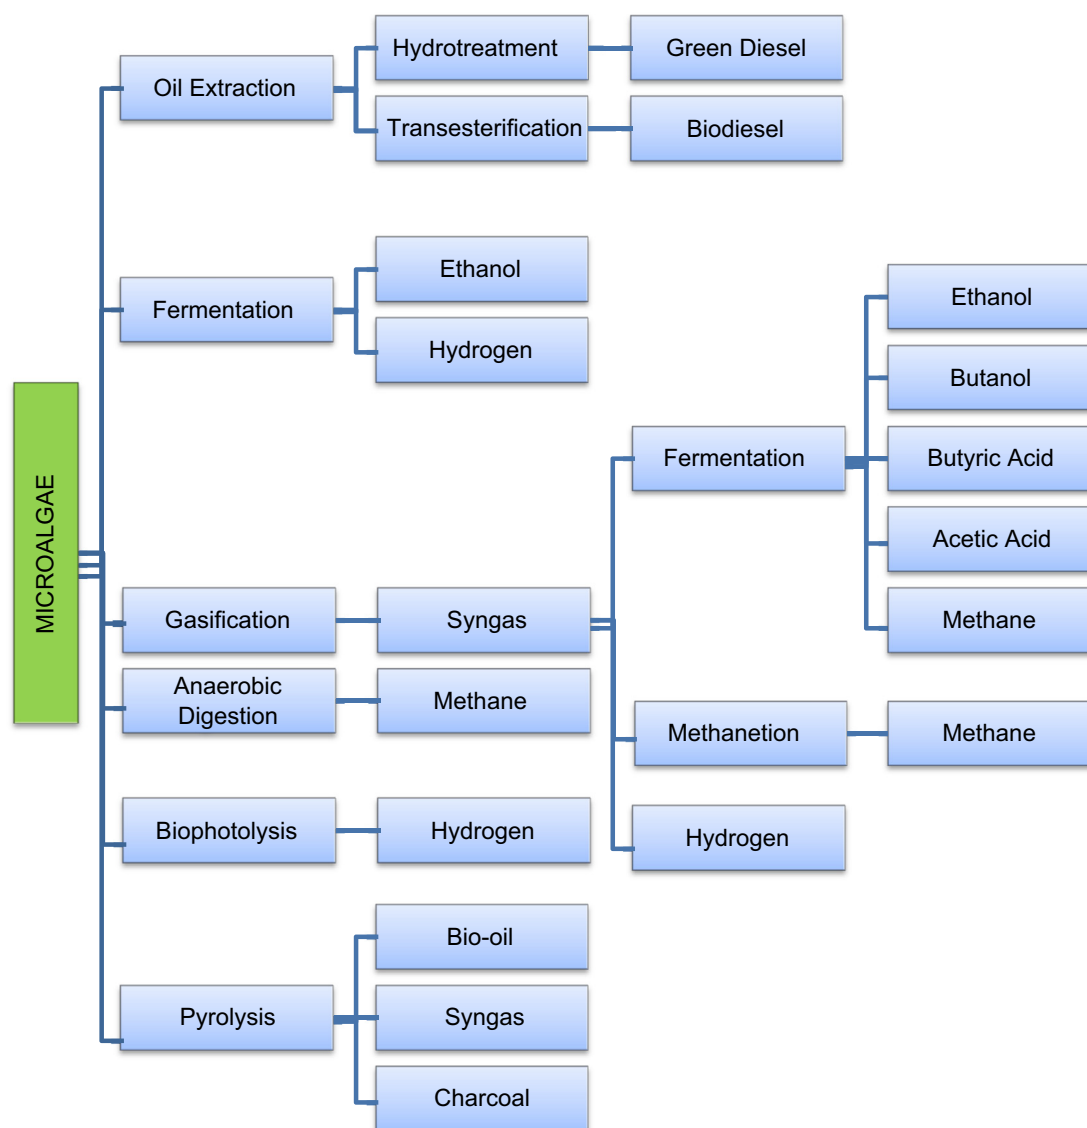 MICROALGAE
Oil Extraction
Hydrotreatment
Green Diesel
Transesterification
Biodiesel
Fermentation
Ethanol
Hydrogen
Gasification
Syngas
Fermentation
Ethanol
Butanol
Butyric Acid
Acetic Acid
Methane
Methanetion
Methane
Hydrogen
Anaerobic
Digestion
Methane
Biophotolysis
Hydrogen
Pyrolysis
Bio-oil
Syngas
Charcoal